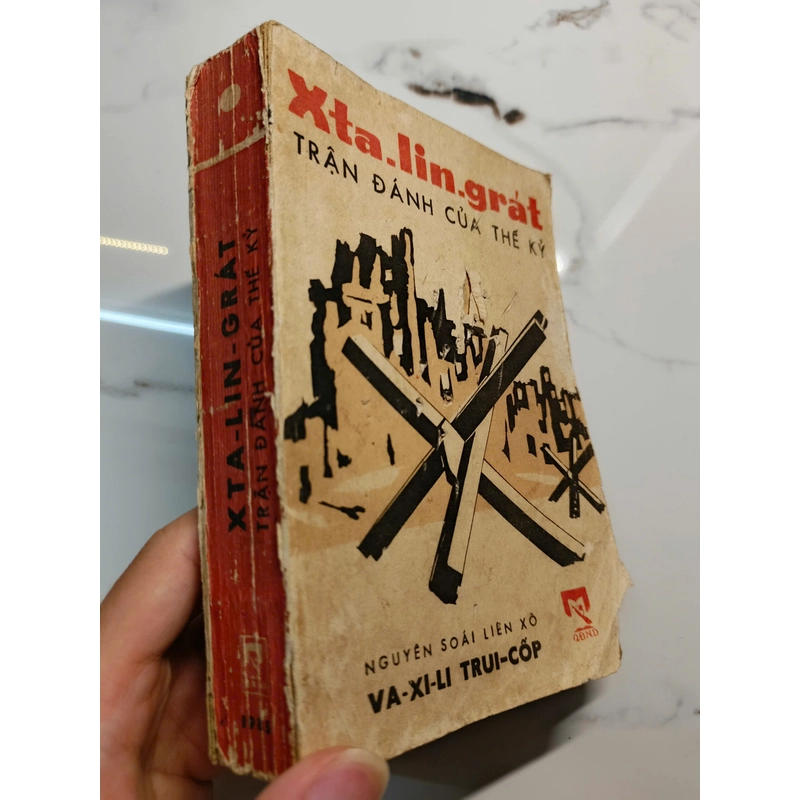 Xta.lin.grát
TRẬN ĐÁNH CỦA THẾ KỶ
NGUYÊN SOÁI LIÊN XÔ
VA-XI-LI TRUI-CỐP
QĐND
XTA-LIN-GRÁT
TRẬN ĐÁNH CỦA THẾ KỶ